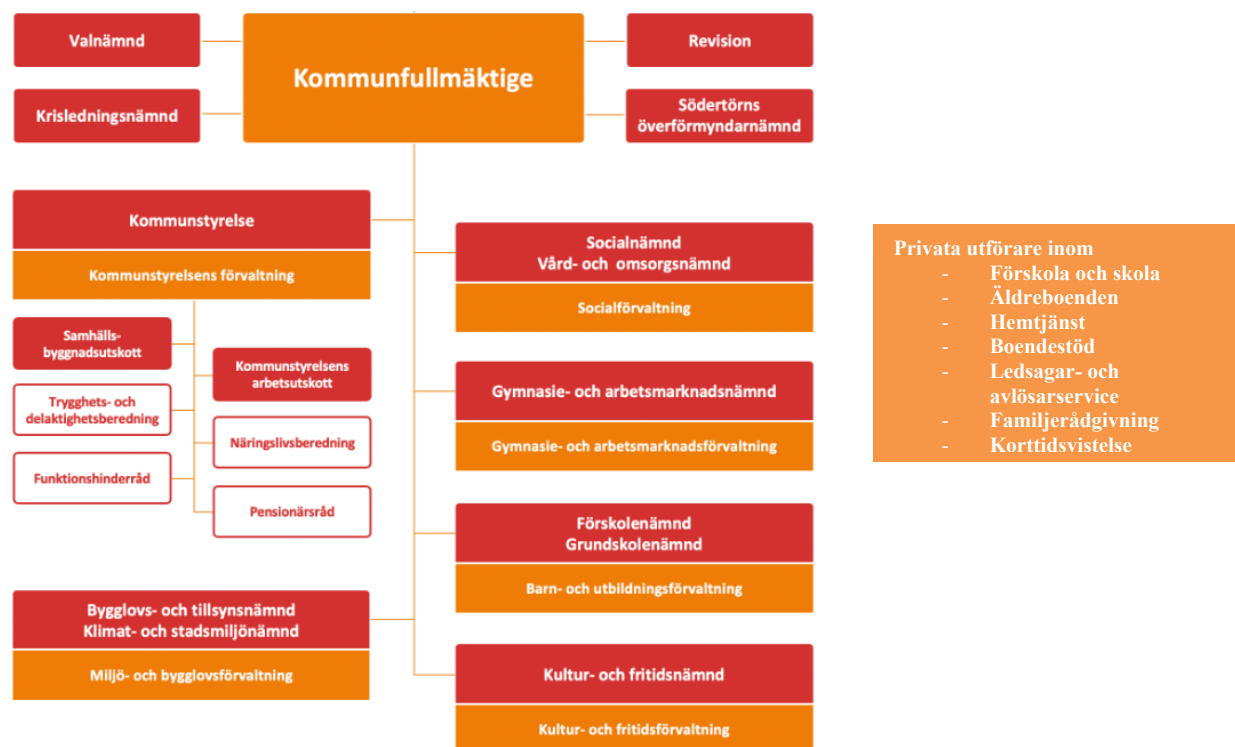 Valnämnd
Kommunfullmäktige
Revision
Krisledningsnämnd
Södertörns
överförmyndarnämnd
Kommunstyrelse
Kommunstyrelsens förvaltning
Samhälls-
byggnadsutskott
Kommunstyrelsens
arbetsutskott
Trygghets- och
delaktighetsberedning
Näringslivsberedning
Funktionshinderråd
Pensionärsråd
Bygglovs- och tillsynsnämnd
Klimat- och stadsmiljönämnd
Miljö- och bygglovsförvaltning
Socialnämnd
Vård- och omsorgsnämnd
Socialförvaltning
Gymnasie- och arbetsmarknadsnämnd
Gymnasie- och arbetsmarknadsförvaltning
Förskolenämnd
Grundskolenämnd
Barn- och utbildningsförvaltning
Kultur- och fritidsnämnd
Kultur- och fritidsförvaltning
Privata utförare inom
- Förskola och skola
- Äldreboenden
- Hemtjänst
- Boendestöd
- Ledsagar- och
avlösarservice
- Familjerådgivning
- Korttidsvistelse